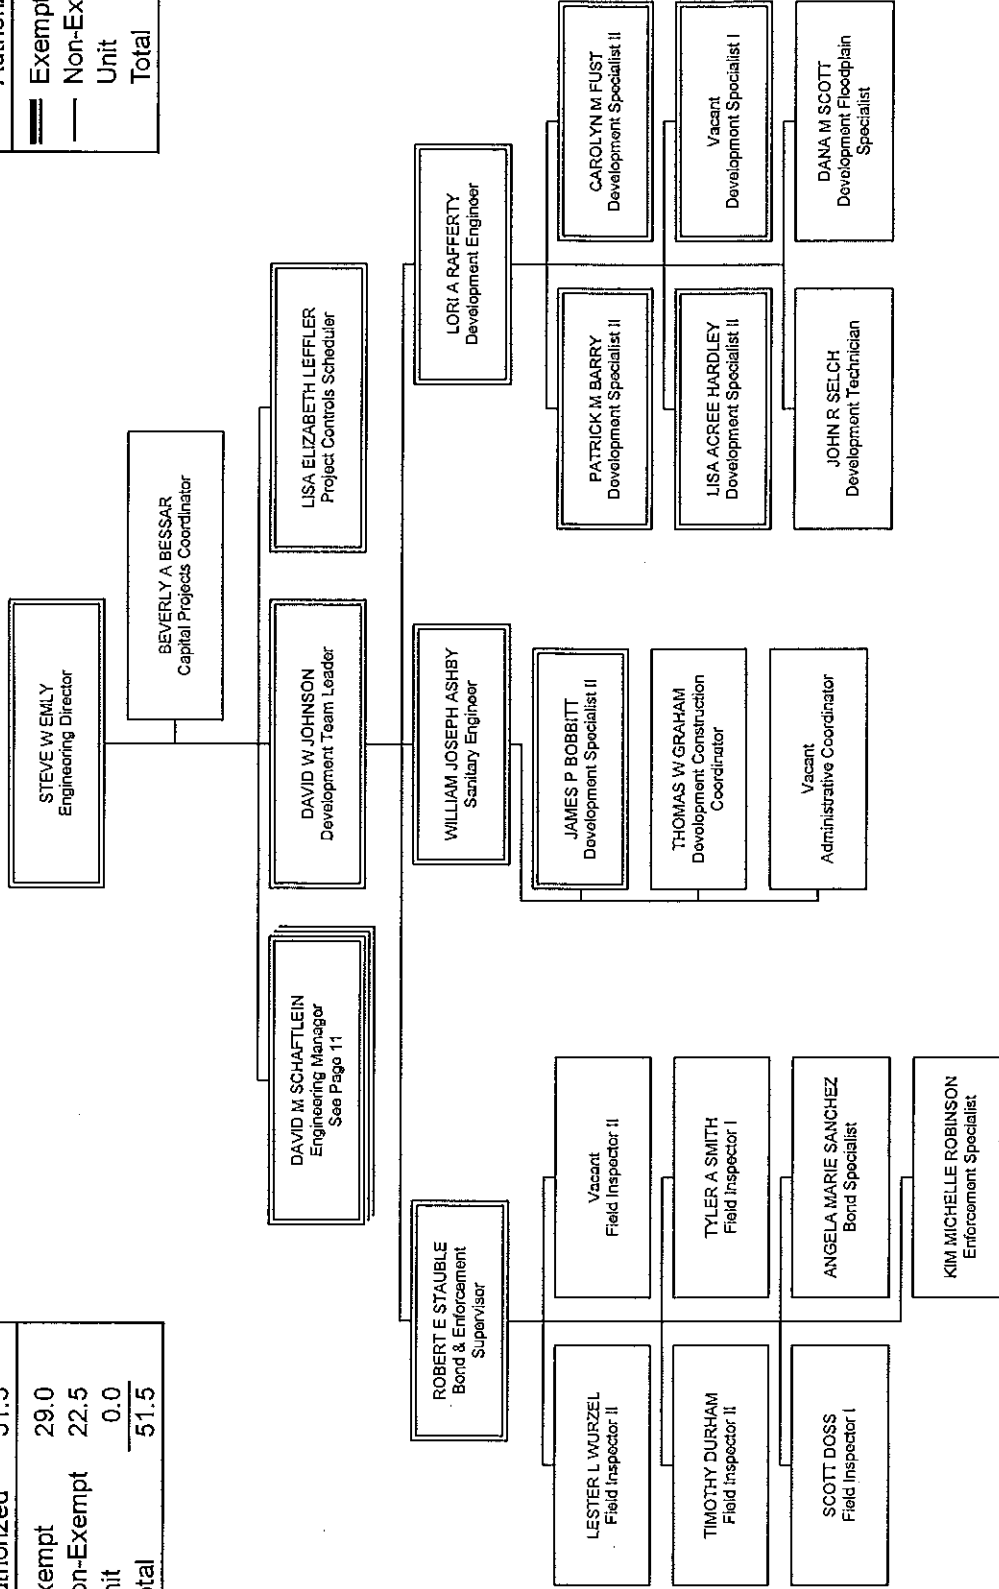 Exempt
Non-Ex
Unit
Total
51.5
29.0
22.5
0.0
51.5
STEVE W EMLY
Engineering Director
BEVERLY A BESSAR
Capital Projects Coordinator
DAVID M SCHAFTLEIN
Engineering Manager
See Page 11
DAVID W JOHNSON
Development Team Leader
LISA ELIZABETH LEFFLER
Project Controls Scheduler
ROBERT E STAUBLE
Bond & Enforcement
Supervisor
WILLIAM JOSEPH ASHBY
Sanitary Engineer
LORI A RAFFERTY
Development Engineer
LESTER L WURZEL
Field Inspector II
Vacant
Field Inspector II
TIMOTHY DURHAM
Field Inspector II
TYLER A SMITH
Field Inspector I
SCOTT DOSS
Field Inspector I
ANGELA MARIE SANCHEZ
Bond Specialist
KIM MICHELLE ROBINSON
Enforcement Specialist
JAMES P BOBBITT
Development Specialist II
THOMAS W GRAHAM
Development Construction
Coordinator
Vacant
Administrative Coordinator
PATRICK M BARRY
Development Specialist II
CAROLYN M FUST
Development Specialist II
LISA ACREE HARDLEY
Development Specialist II
Vacant
Development Specialist I
JOHN R SELCH
Development Technician
DANA M SCOTT
Development Floodplain
Specialist